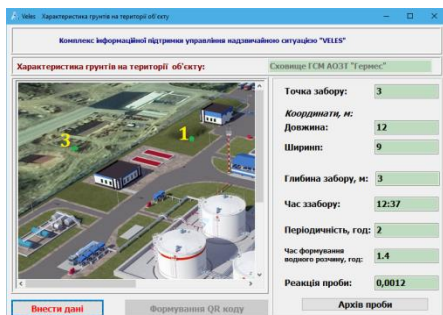 Veles Характеристика грунтів на території об'єкту
Комплекс інформаційної підтримки управління надзвичайною ситуацією "VELES"
Характеристика грунтів на території об'єкту: Сховище ГСМ АОЗТ "Гермес"
3
1
Точка забору: 3
Координати, м:
Довжина: 12
Ширинп: 9
Глибина забору, м: 3
Час ззабору: 12:37
Періодичність, год: 2
Час формування
водного розчину, год: 1.4
Реакція проби: 0,0012
Внести дані
Формування QR коду
Архів проби